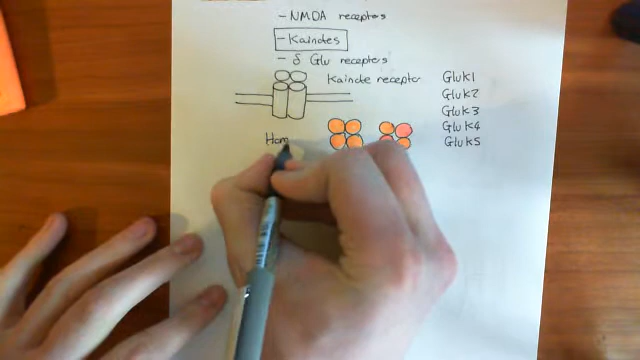 - NMDA receptors
- Kainates
- δ Glu receptors
Kainate receptor
GluK1
GluK2
GluK3
GluK4
GluK5
Hom